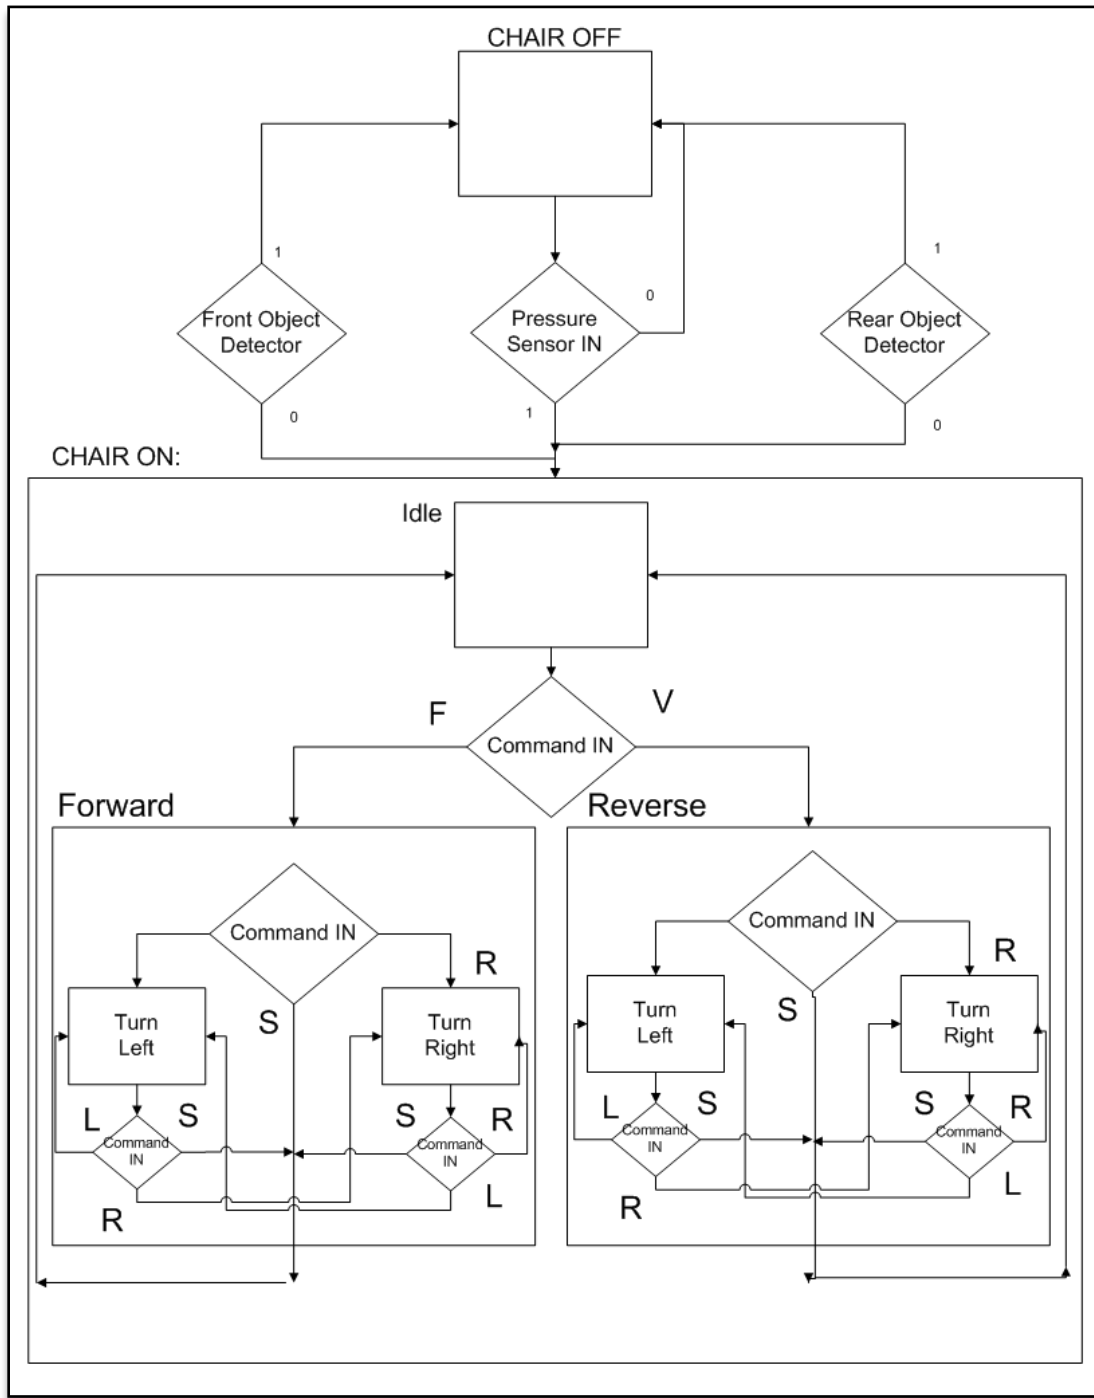 CHAIR OFF
1
1
0
Front Object
Detector
Pressure
Sensor IN
Rear Object
Detector
0
1
0
CHAIR ON:
Idle
F
V
Command IN
Forward
Reverse
Command IN
R
S
Turn
Left
Turn
Right
L
S
S
R
Command
IN
Command
IN
R
L
Command IN
R
S
Turn
Left
Turn
Right
L
S
S
R
Command
IN
Command
IN
R
L